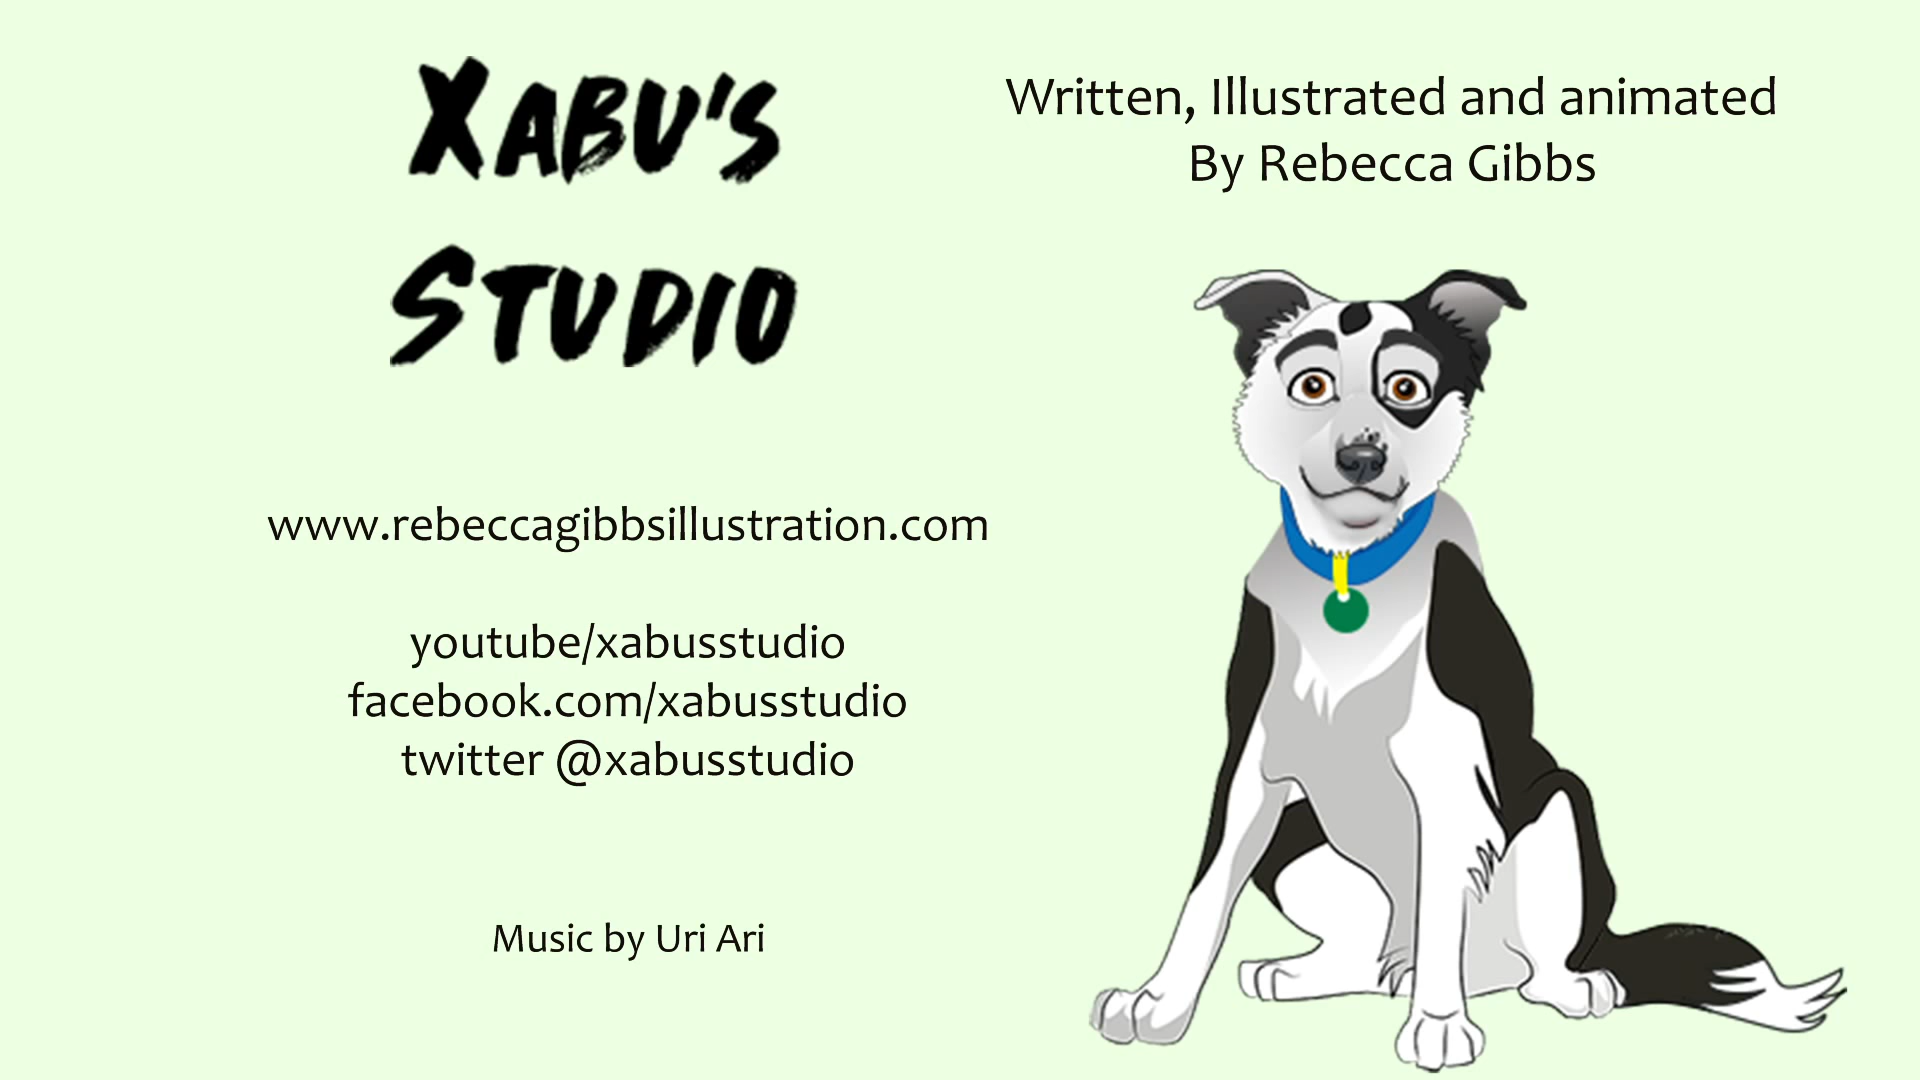 XABU'S
STUDIO
Written, Illustrated and animated
By Rebecca Gibbs
www.rebeccagibbsillustration.com
youtube/xabusstudio
facebook.com/xabusstudio
twitter @xabusstudio
Music by Uri Ari